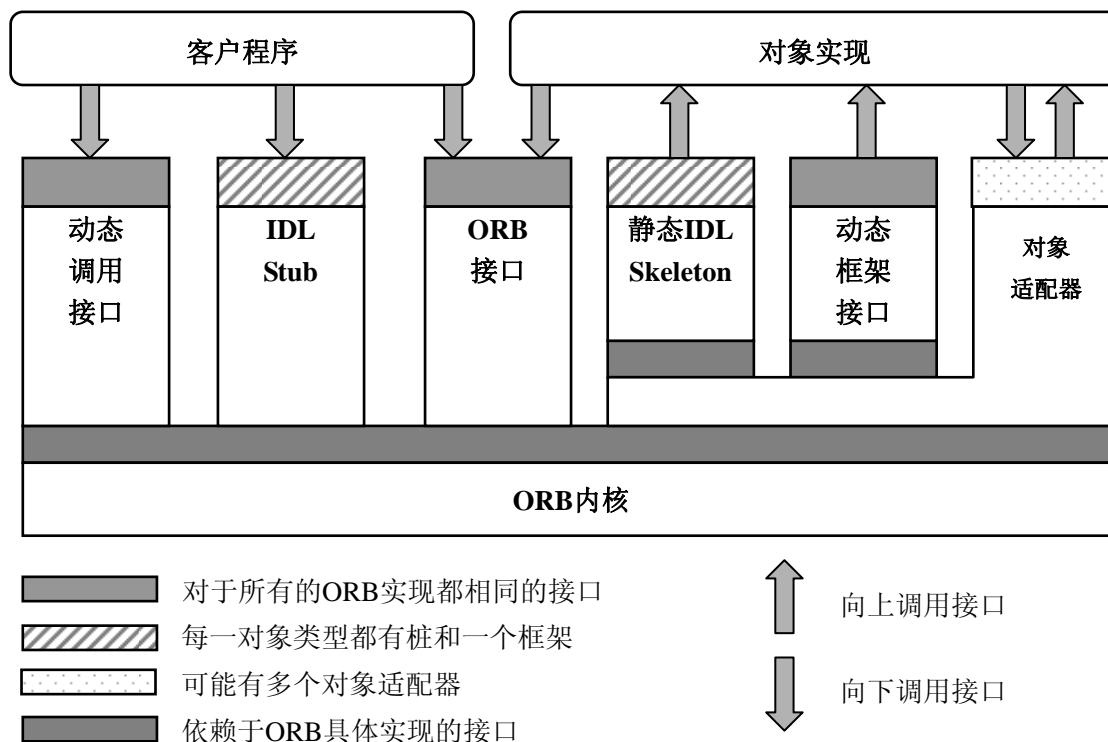 客户程序
对象实现
动态
调用
接口
IDL
Stub
ORB
接口
静态IDL
Skeleton
动态
框架
接口
对象
适配器
ORB内核
对于所有的ORB实现都相同的接口
每一对象类型都有桩和一个框架
可能有多个对象适配器
依赖于ORB具体实现的接口
向上调用接口
向下调用接口